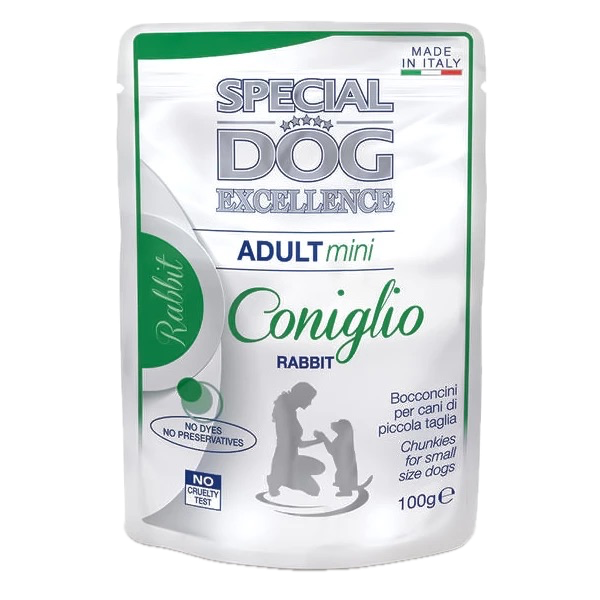 MADE
IN ITALY
SPECIAL
DOG
EXCELLENCE
ADULT mini
Rabbit
Coniglio
RABBIT
Bocconcini
per cani di
piccola taglia
Chunkies
for small
size dogs
NO DYES
NO PRESERVATIVES
NO
CRUELTY
TEST
100g℮